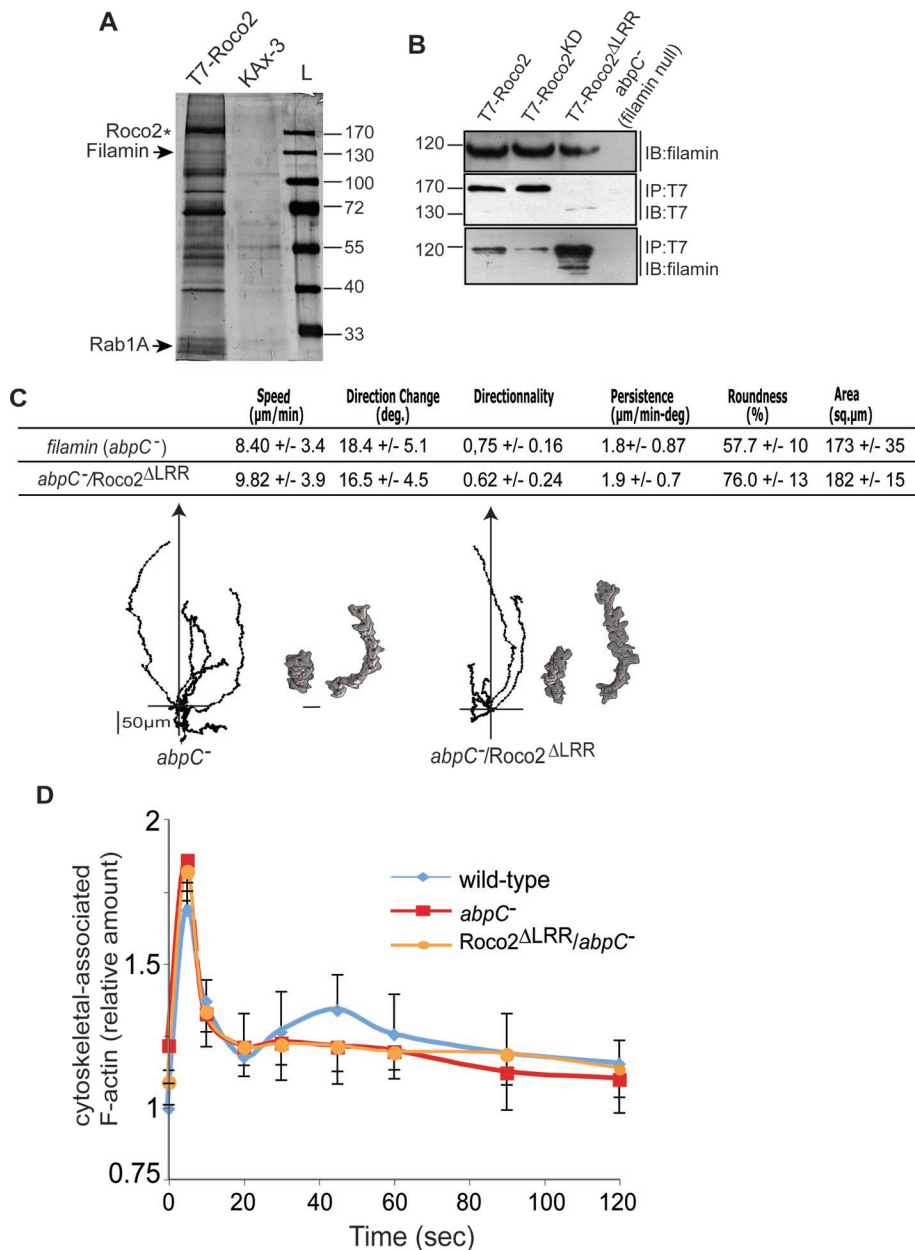 A
T7-Roco2
KAx-3
L
Roco2*
Filamin
Rab1A
170
130
100
72
55
40
33
B
T7-Roco2
T7-Roco2KD
T7-Roco2ΔLRR
abpC-
(filamin null)
120
IB:filamin
170
130
IP:T7
IB:T7
120
IP:T7
IB:filamin
C
Speed (µm/min) Direction Change (deg.) Directionnality Persistence (µm/min-deg) Roundness (%) Area (sq.µm)
filamin (abpC-) 8.40 +/- 3.4 18.4 +/- 5.1 0,75 +/- 0.16 1.8+/- 0.87 57.7 +/- 10 173 +/- 35
abpC-/Roco2ΔLRR 9.82 +/- 3.9 16.5 +/- 4.5 0.62 +/- 0.24 1.9 +/- 0.7 76.0 +/- 13 182 +/- 15
50µm
abpC-
abpC-/Roco2ΔLRR
D
cytoskeletal-associated
F-actin (relative amount)
2
1.5
1
0.75
wild-type
abpC-
Roco2ΔLRR/abpC-
0 20 40 60 80 100 120
Time (sec)